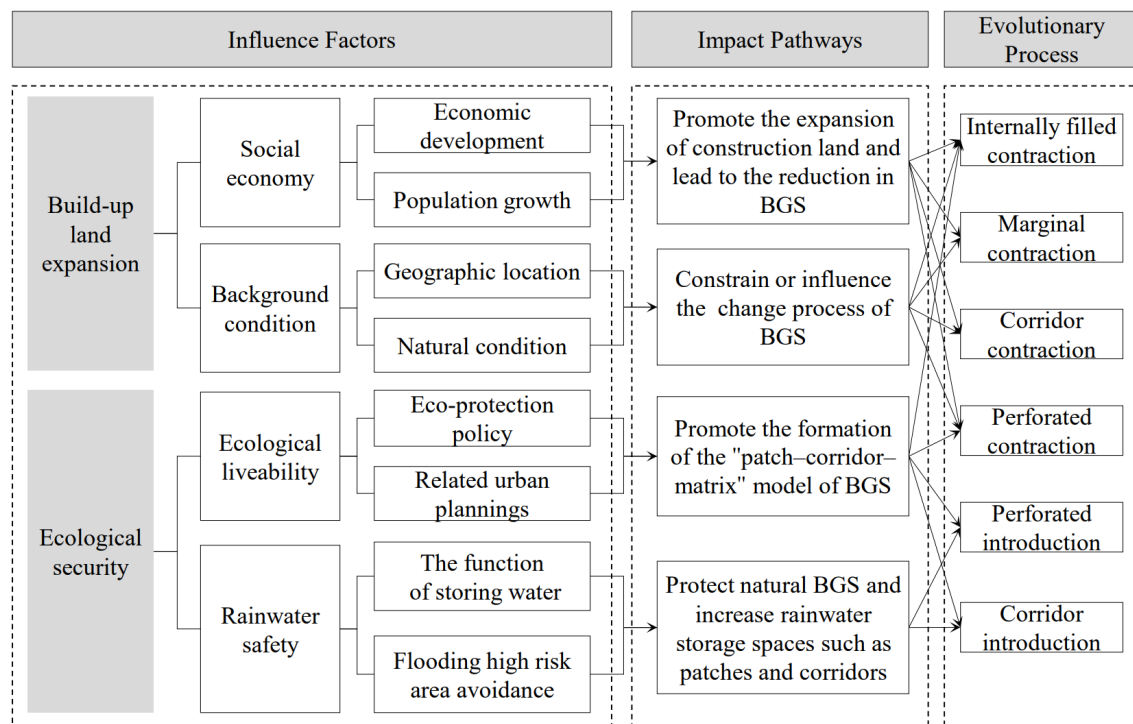 Influence Factors
Impact Pathways
Evolutionary
Process
Build-up
land
expansion
Social
economy
Economic
development
Population growth
Background
condition
Geographic location
Natural condition
Ecological
security
Ecological
liveability
Eco-protection
policy
Related urban
plannings
Rainwater
safety
The function
of storing water
Flooding high risk
area avoidance
Promote the expansion
of construction land and
lead to the reduction in
BGS
Constrain or influence
the change process of
BGS
Promote the formation
of the "patch–corridor–
matrix" model of BGS
Protect natural BGS and
increase rainwater
storage spaces such as
patches and corridors
Internally filled
contraction
Marginal
contraction
Corridor
contraction
Perforated
contraction
Perforated
introduction
Corridor
introduction